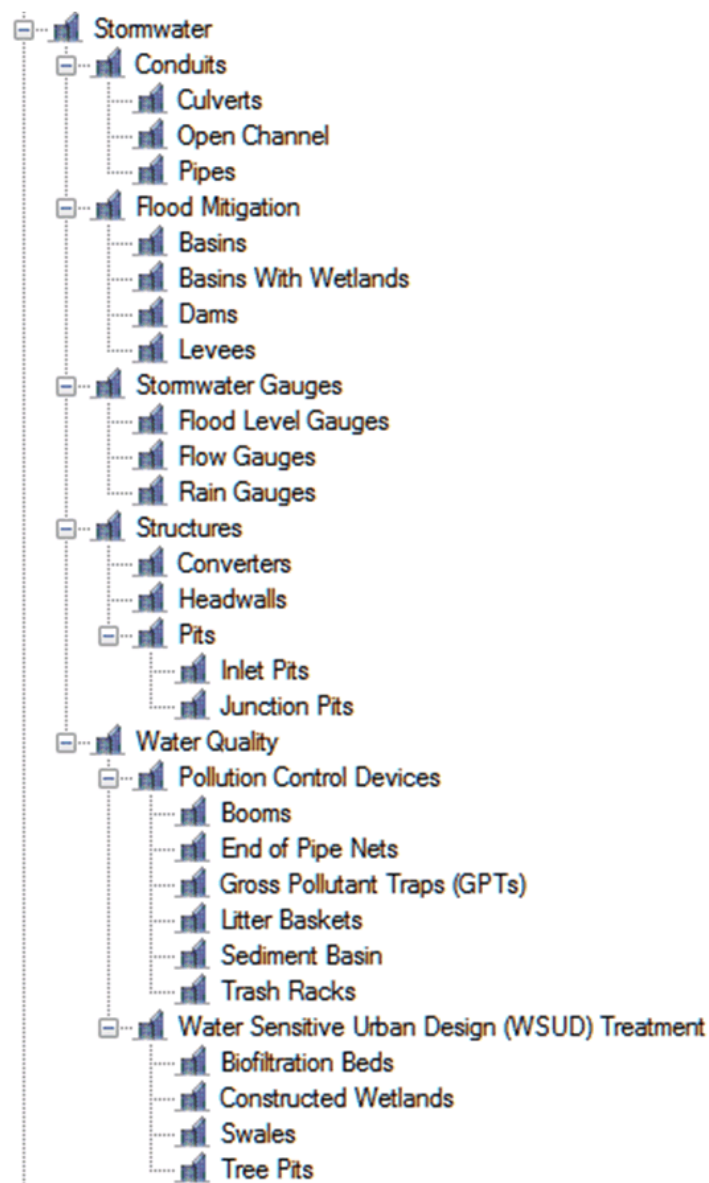 Stormwater
Conduits
Culverts
Open Channel
Pipes
Flood Mitigation
Basins
Basins With Wetlands
Dams
Levees
Stormwater Gauges
Flood Level Gauges
Flow Gauges
Rain Gauges
Structures
Converters
Headwalls
Pits
Inlet Pits
Junction Pits
Water Quality
Pollution Control Devices
Booms
End of Pipe Nets
Gross Pollutant Traps (GPTs)
Litter Baskets
Sediment Basin
Trash Racks
Water Sensitive Urban Design (WSUD) Treatment
Biofiltration Beds
Constructed Wetlands
Swales
Tree Pits